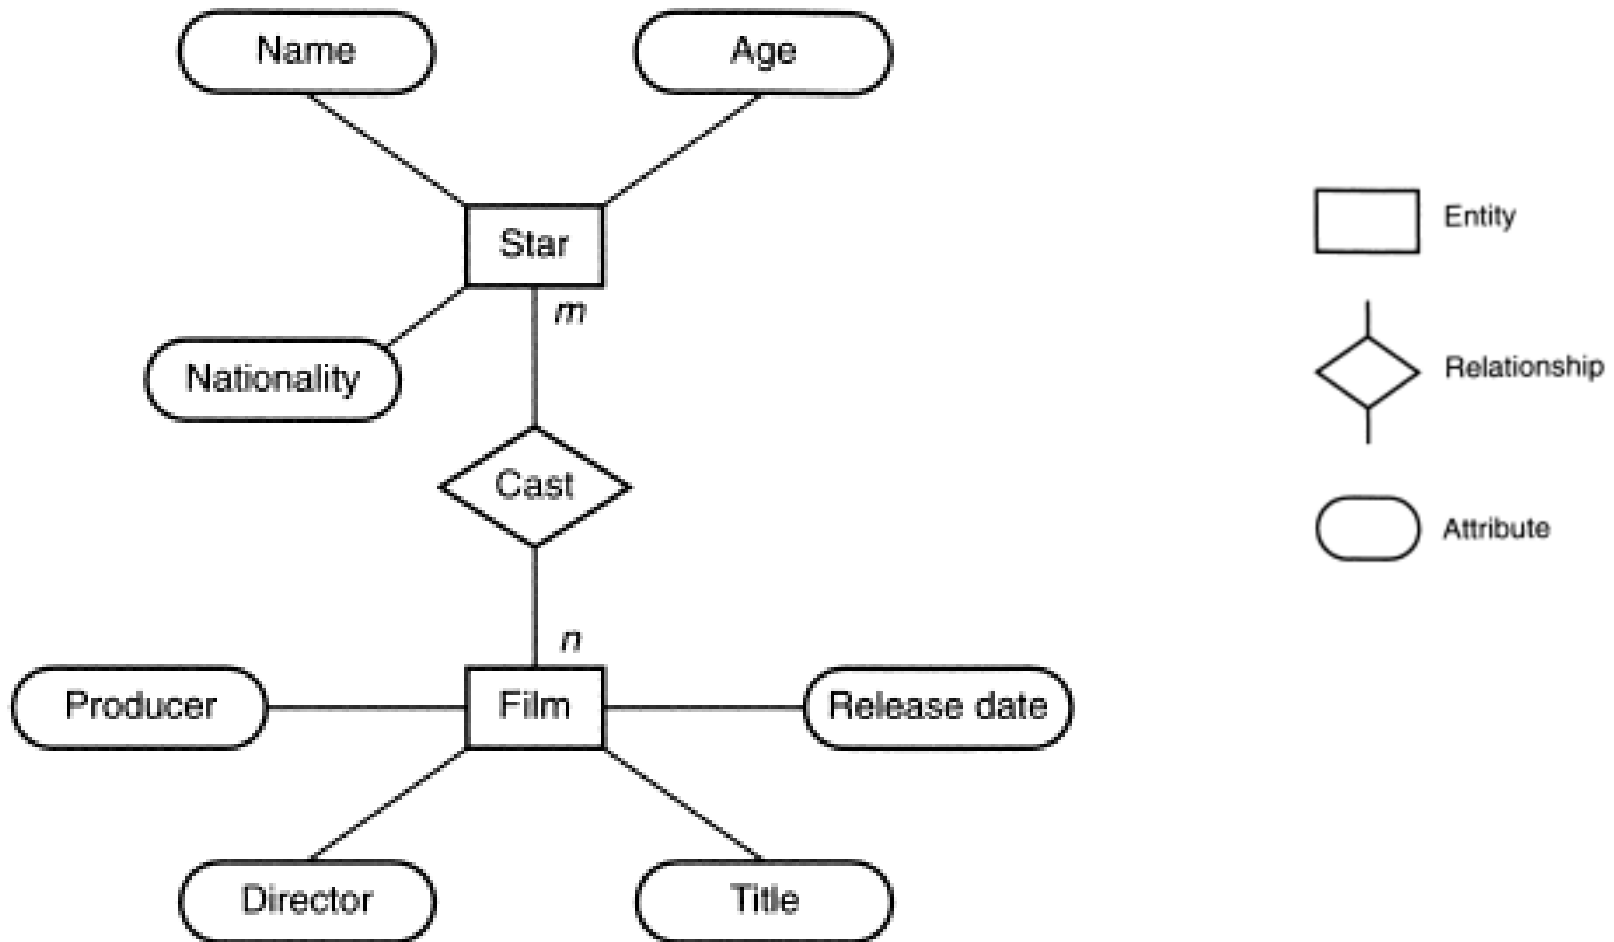 Name
Age
Star
m
Nationality
Cast
n
Producer
Film
Release date
Director
Title
Entity
Relationship
Attribute